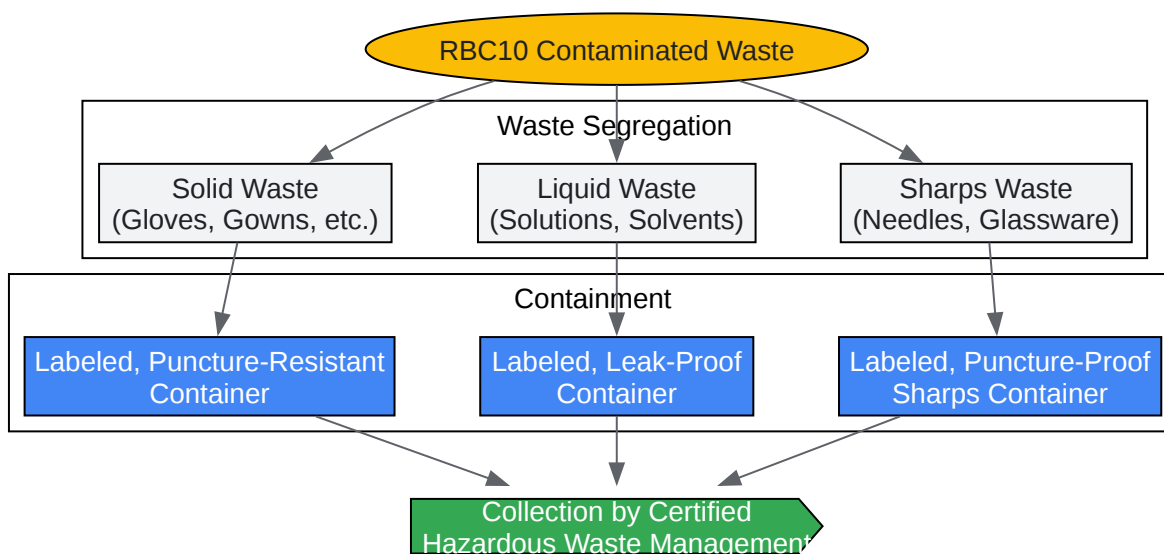 RBC10 Contaminated Waste
Waste Segregation
Solid Waste
(Gloves, Gowns, etc.)
Liquid Waste
(Solutions, Solvents)
Sharps Waste
(Needles, Glassware)
Containment
Labeled, Puncture-Resistant
Container
Labeled, Leak-Proof
Container
Labeled, Puncture-Proof
Sharps Container
Collection by Certified
Hazardous Waste Management